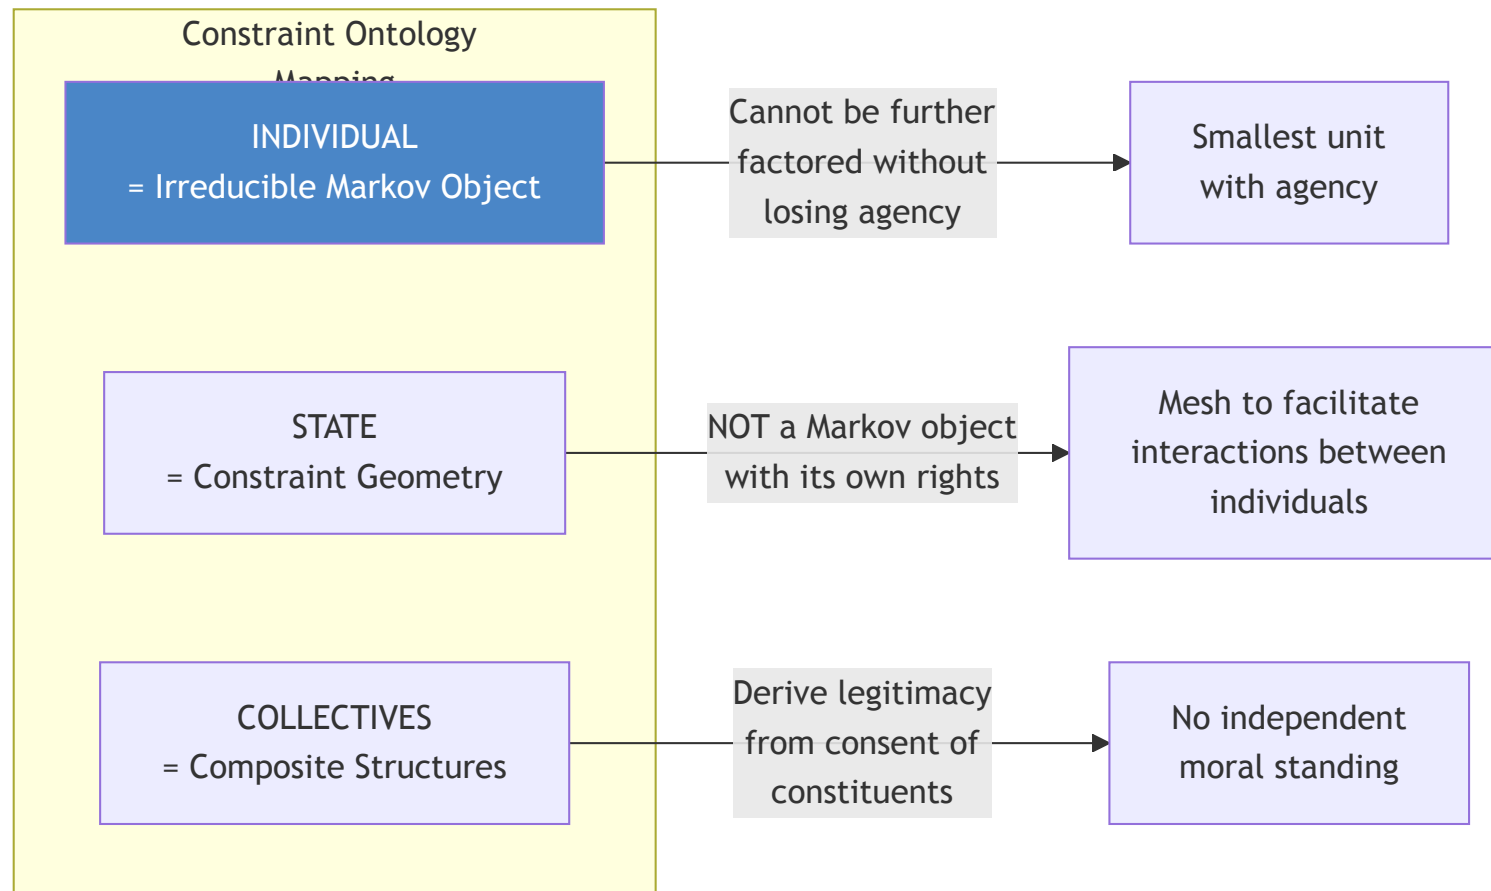 Constraint Ontology
Mapping
INDIVIDUAL
= Irreducible Markov Object
Cannot be further
factored without
losing agency
Smallest unit
with agency
STATE
= Constraint Geometry
NOT a Markov object
with its own rights
Mesh to facilitate
interactions between
individuals
COLLECTIVES
= Composite Structures
Derive legitimacy
from consent of
constituents
No independent
moral standing